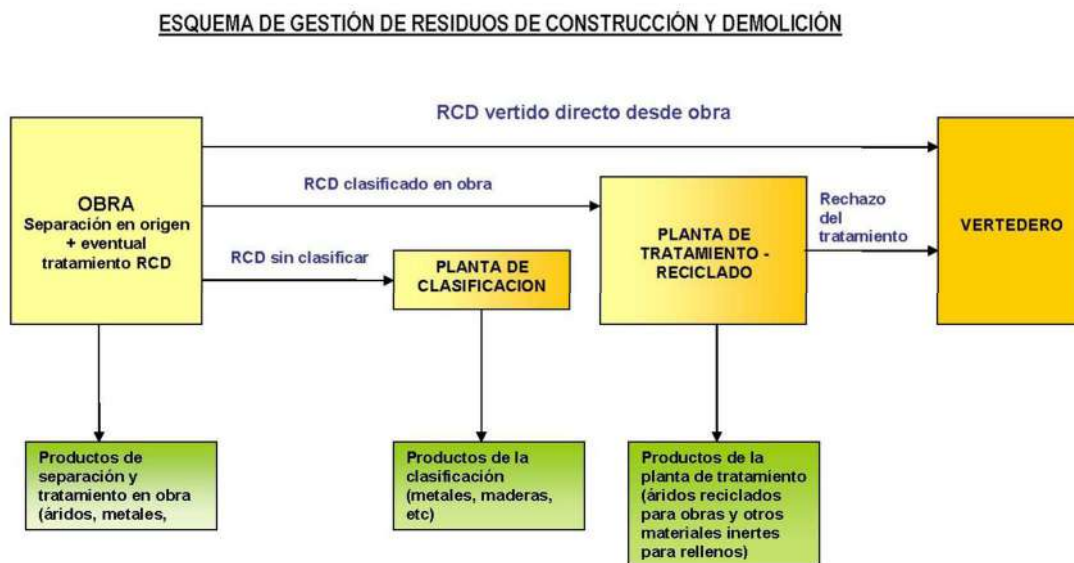 ESQUEMA DE GESTIÓN DE RESIDUOS DE CONSTRUCCIÓN Y DEMOLICIÓN
RCD vertido directo desde obra
OBRA
Separación en origen
+ eventual
tratamiento RCD
RCD clasificado en obra
RCD sin clasificar
PLANTA DE
CLASIFICACION
PLANTA DE
TRATAMIENTO -
RECICLADO
Rechazo
del
tratamiento
VERTEDERO
Productos de
separación y
tratamiento en obra
(áridos, metales,
Productos de la
clasificación
(metales, maderas,
etc)
Productos de la
planta de tratamiento
(áridos reciclados
para obras y otros
materiales inertes
para rellenos)